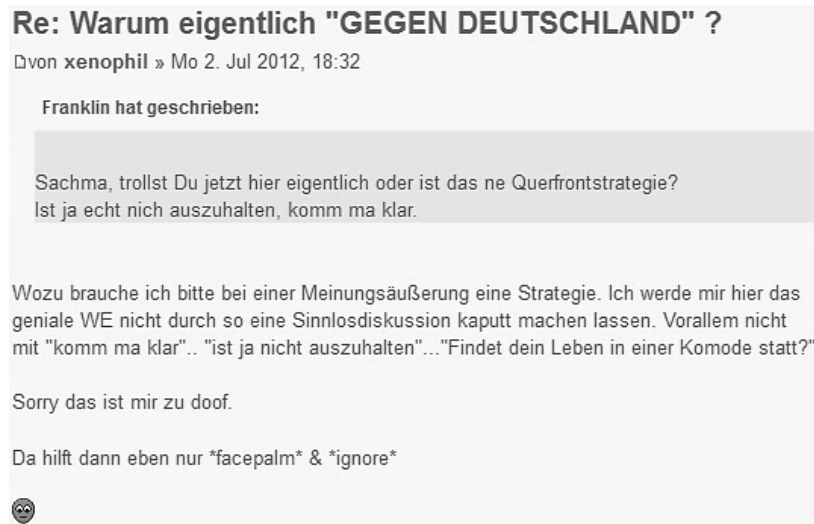 Re: Warum eigentlich "GEGEN DEUTSCHLAND" ?
von xenophil » Mo 2. Jul 2012, 18:32
Franklin hat geschrieben:
Sachma, trollst Du jetzt hier eigentlich oder ist das ne Querfrontstrategie?
Ist ja echt nich auszuhalten, komm ma klar.
Wozu brauche ich bitte bei einer Meinungsäußerung eine Strategie. Ich werde mir hier das
geniale WE nicht durch so eine Sinnlosdiskussion kaputt machen lassen. Vorallem nicht
mit "komm ma klar".. "ist ja nicht auszuhalten"..."Findet dein Leben in einer Komode statt?"
Sorry das ist mir zu doof.
Da hilft dann eben nur *facepalm* & *ignore*